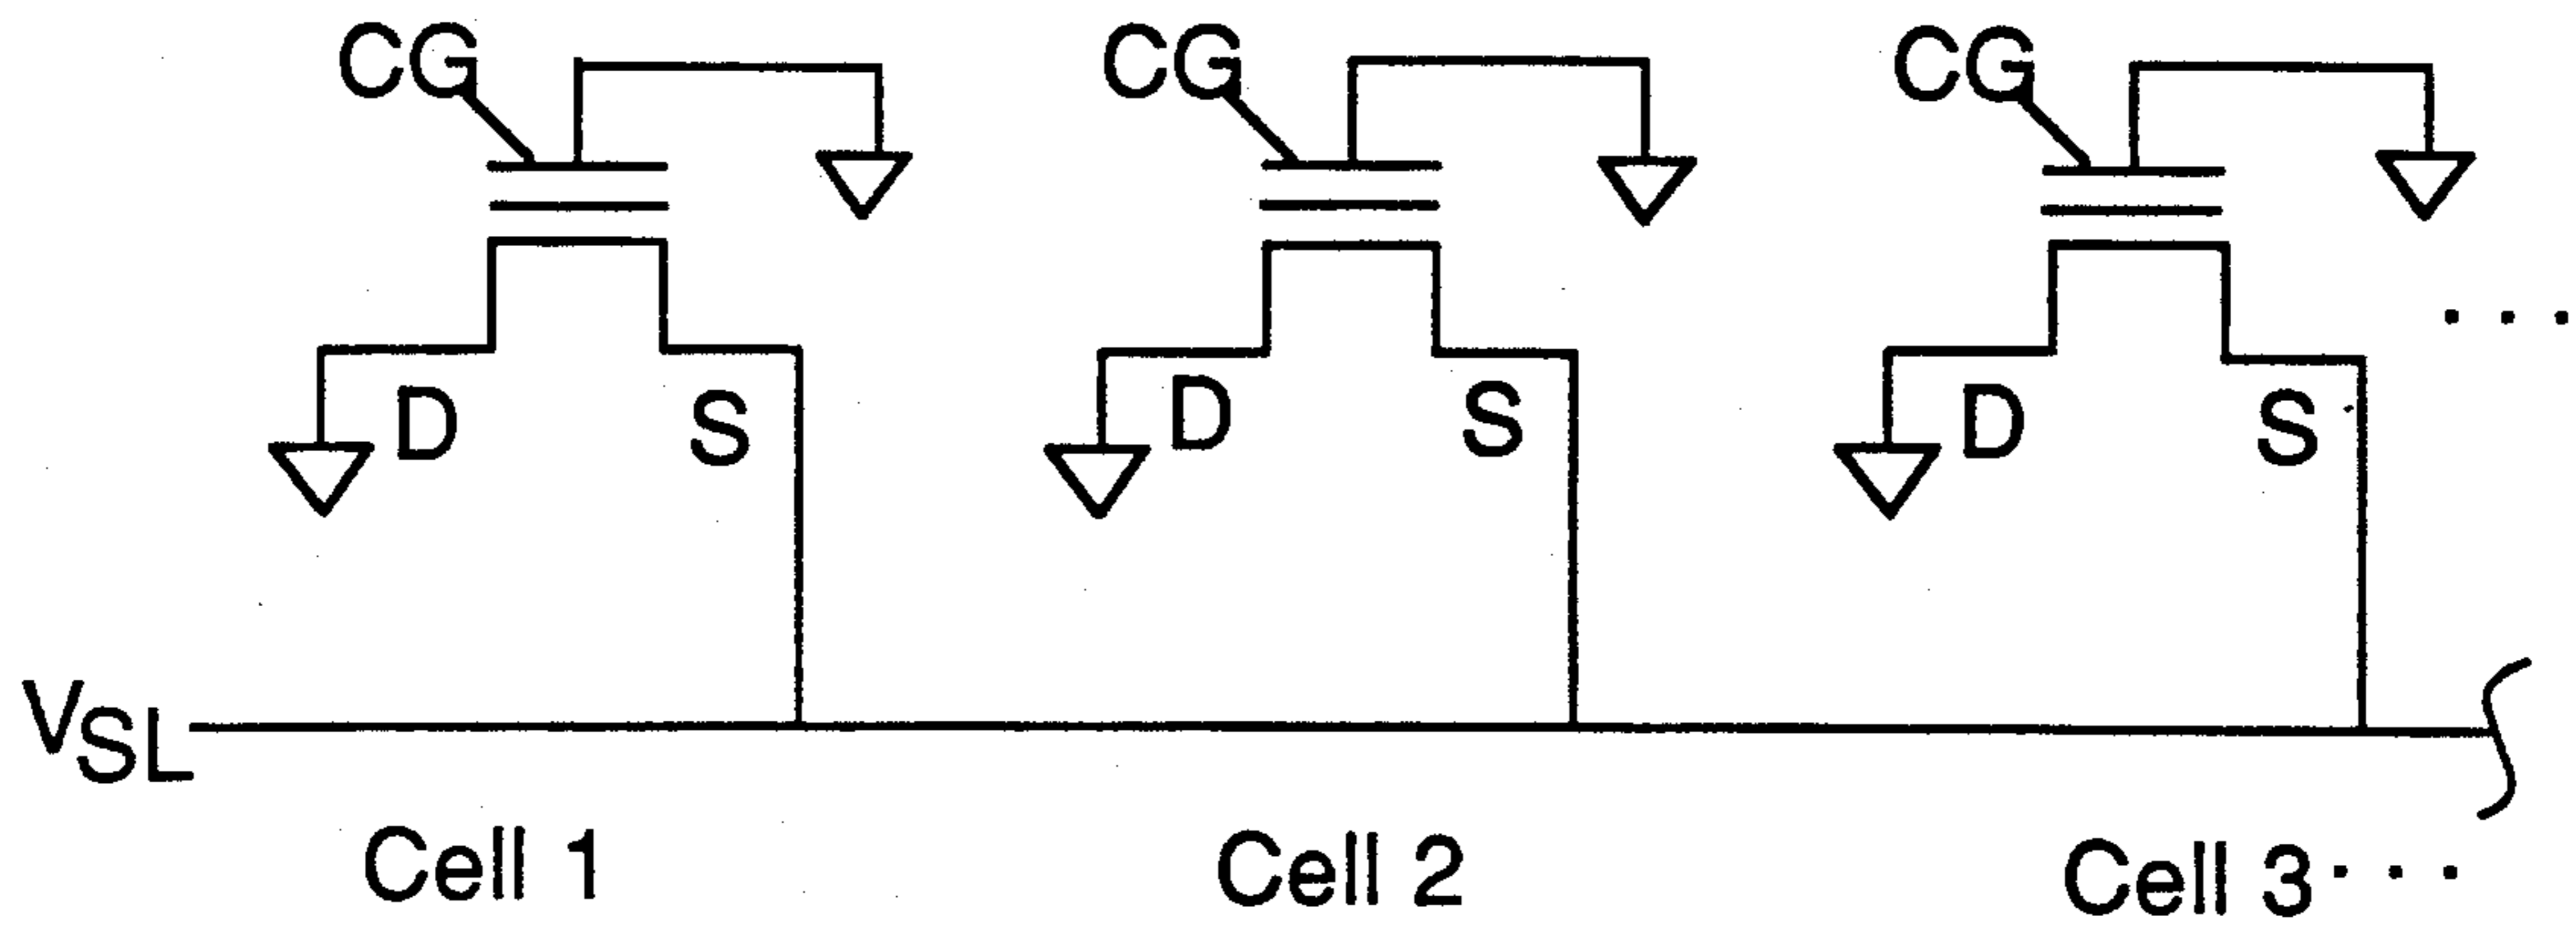 CG CG CG
D S D S D S
. . .
VSL
Cell 1 Cell 2 Cell 3 . . .